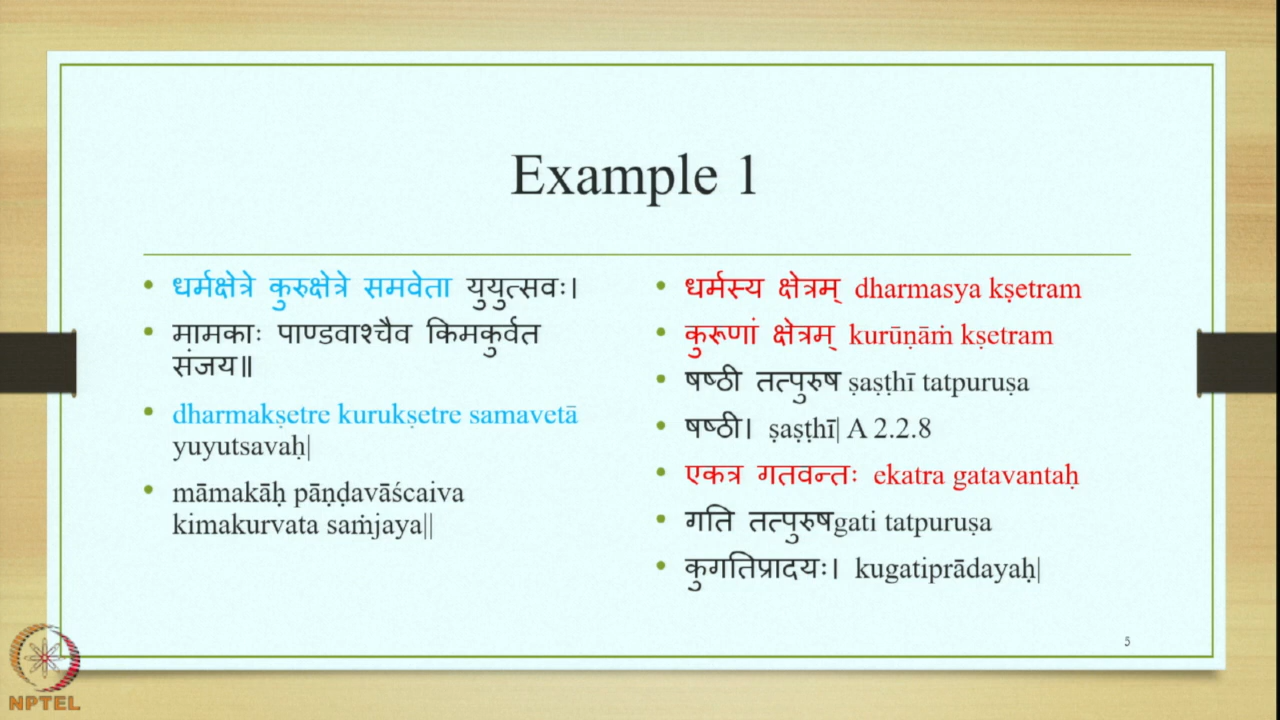 Example 1
धर्मक्षेत्रे कुरुक्षेत्रे समवेता युयुत्सवः।
मामकाः पाण्डवाश्चैव किमकुर्वत
संजय॥
dharmakṣetre kurukṣetre samavetā
yuyutsavaḥ|
māmakāḥ pāṇḍavāścaiva
kimakurvata saṁjaya||
धर्मस्य क्षेत्रम् dharmasya kṣetram
कुरूणां क्षेत्रम् kurūṇāṁ kṣetram
षष्ठी तत्पुरुष ṣaṣṭhī tatpuruṣa
षष्ठी। ṣaṣṭhī| A 2.2.8
एकत्र गतवन्तः ekatra gatavantaḥ
गति तत्पुरुषgati tatpuruṣa
कुगतिप्रादयः। kugatiprādayaḥ|
5
NPTEL